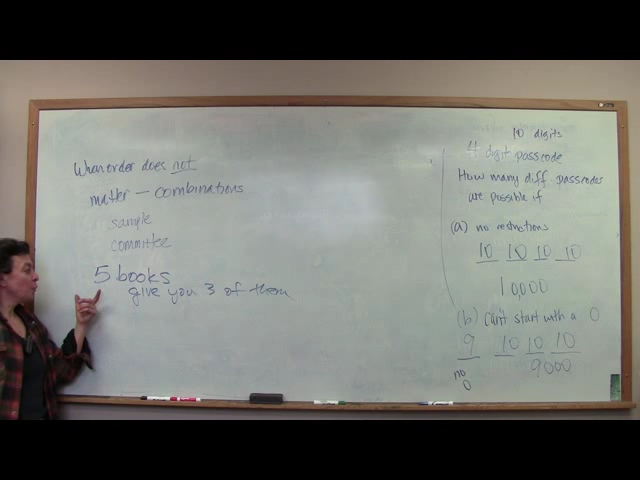 When order does not
matter — combinations
sample
committee
5 books
give you 3 of them
10 digits
4 digit passcode
How many diff passcodes
are possible if
(a) no restrictions
10 10 10 10
10,000
(b) Can't start with a 0
9 10 10 10
no
0
9000